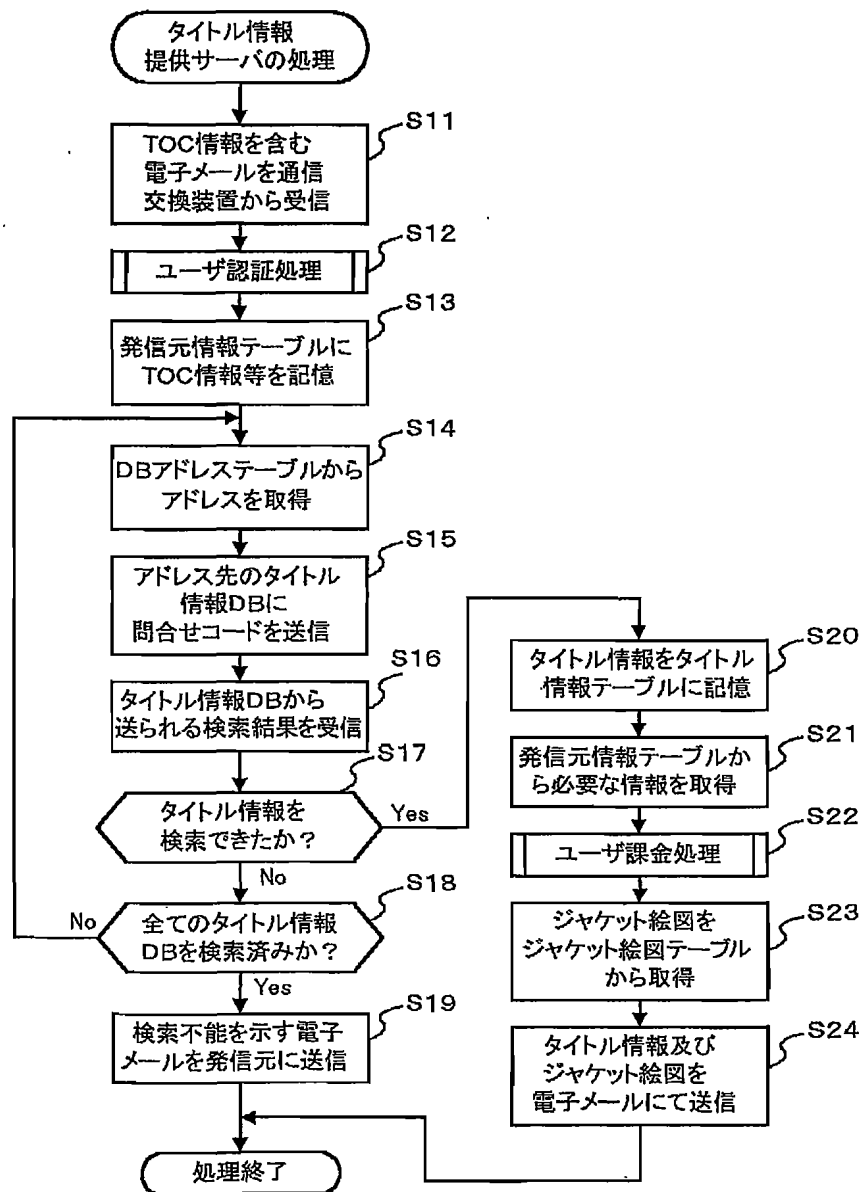 タイトル情報
提供サーバの処理
S11
TOC情報を含む
電子メールを通信
交換装置から受信
S12
ユーザ認証処理
S13
発信元情報テーブルに
TOC情報等を記憶
S14
DBアドレステーブルから
アドレスを取得
S15
アドレス先のタイトル
情報DBに
問合せコードを送信
S16
タイトル情報DBから
送られる検索結果を受信
S17
タイトル情報を
検索できたか？
Yes
No
S18
全てのタイトル情報
DBを検索済みか？
No
Yes
S19
検索不能を示す電子
メールを発信元に送信
S20
タイトル情報をタイトル
情報テーブルに記憶
S21
発信元情報テーブルか
ら必要な情報を取得
S22
ユーザ課金処理
S23
ジャケット絵図を
ジャケット絵図テーブル
から取得
S24
タイトル情報及び
ジャケット絵図を
電子メールにて送信
処理終了